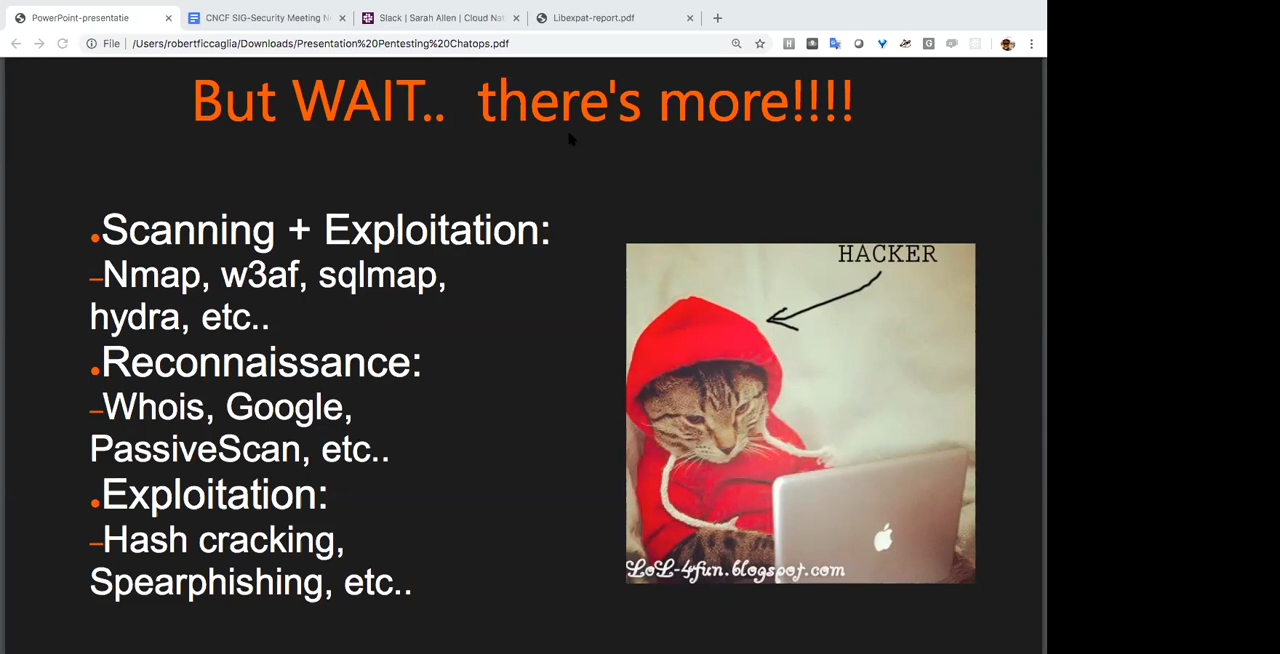 PowerPoint-presentatie
CNCF SIG-Security Meeting N
Slack | Sarah Allen | Cloud Nat
Libexpat-report.pdf
File
/Users/robertficcaglia/Downloads/Presentation%20Pentesting%20Chatops.pdf
But WAIT.. there's more!!!!
•Scanning + Exploitation:
–Nmap, w3af, sqlmap,
hydra, etc..
•Reconnaissance:
–Whois, Google,
PassiveScan, etc..
•Exploitation:
–Hash cracking,
Spearphishing, etc..
HACKER
LoL-4fun.blogspot.com